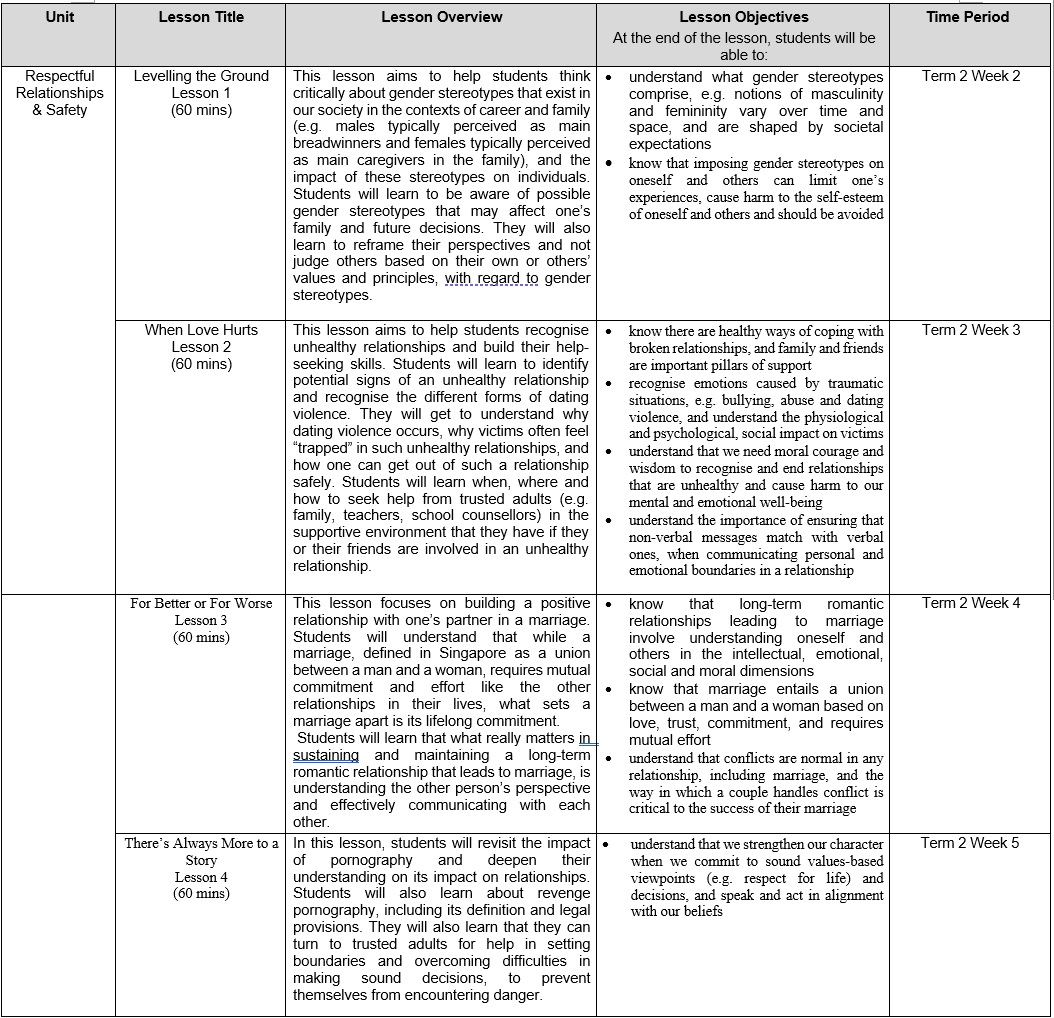 Unit
Lesson Title
Lesson Overview
Lesson Objectives
At the end of the lesson, students will be
able to:
Time Period
Respectful
Relationships
& Safety
Levelling the Ground
Lesson 1
(60 mins)
This lesson aims to help students think
critically about gender stereotypes that exist in
our society in the contexts of career and family
(e.g. males typically perceived as main
breadwinners and females typically perceived
as main caregivers in the family), and the
impact of these stereotypes on individuals.
Students will learn to be aware of possible
gender stereotypes that may affect one's
family and future decisions. They will also
learn to reframe their perspectives and not
judge others based on their own or others'
values and principles, with regard to gender
stereotypes.
• understand what gender stereotypes
comprise, e.g. notions of masculinity
and femininity vary over time and
space, and are shaped by societal
expectations
• know that imposing gender stereotypes on
oneself and others can limit one's
experiences, cause harm to the self-esteem
of oneself and others and should be avoided
Term 2 Week 2
When Love Hurts
Lesson 2
(60 mins)
This lesson aims to help students recognise
unhealthy relationships and build their help-
seeking skills. Students will learn to identify
potential signs of an unhealthy relationship
and recognise the different forms of dating
violence. They will get to understand why
dating violence occurs, why victims often feel
"trapped" in such unhealthy relationships, and
how one can get out of such a relationship
safely. Students will learn when, where and
how to seek help from trusted adults (e.g.
family, teachers, school counsellors) in the
supportive environment that they have if they
or their friends are involved in an unhealthy
relationship.
• know there are healthy ways of coping with
broken relationships, and family and friends
are important pillars of support
• recognise emotions caused by traumatic
situations, e.g. bullying, abuse and dating
violence, and understand the physiological
and psychological, social impact on victims
• understand that we need moral courage and
wisdom to recognise and end relationships
that are unhealthy and cause harm to our
mental and emotional well-being
• understand the importance of ensuring that
non-verbal messages match with verbal
ones, when communicating personal and
emotional boundaries in a relationship
Term 2 Week 3
For Better or For Worse
Lesson 3
(60 mins)
This lesson focuses on building a positive
relationship with one's partner in a marriage.
Students will understand that while a
marriage, defined in Singapore as a union
between a man and a woman, requires mutual
commitment and effort like the other
relationships in their lives, what sets a
marriage apart is its lifelong commitment.
Students will learn that what really matters in
sustaining and maintaining a long-term
romantic relationship that leads to marriage, is
understanding the other person's perspective
and effectively communicating with each
other.
• know that long-term romantic
relationships leading to marriage
involve understanding oneself and
others in the intellectual, emotional,
social and moral dimensions
• know that marriage entails a union
between a man and a woman based on
love, trust, commitment, and requires
mutual effort
• understand that conflicts are normal in any
relationship, including marriage, and the
way in which a couple handles conflict is
critical to the success of their marriage
Term 2 Week 4
There's Always More to a
Story
Lesson 4
(60 mins)
In this lesson, students will revisit the impact
of pornography and deepen their
understanding on its impact on relationships.
Students will also learn about revenge
pornography, including its definition and legal
provisions. They will also learn that they can
turn to trusted adults for help in setting
boundaries and overcoming difficulties in
making sound decisions, to prevent
themselves from encountering danger.
• understand that we strengthen our character
when we commit to sound values-based
viewpoints (e.g. respect for life) and
decisions, and speak and act in alignment
with our beliefs
Term 2 Week 5